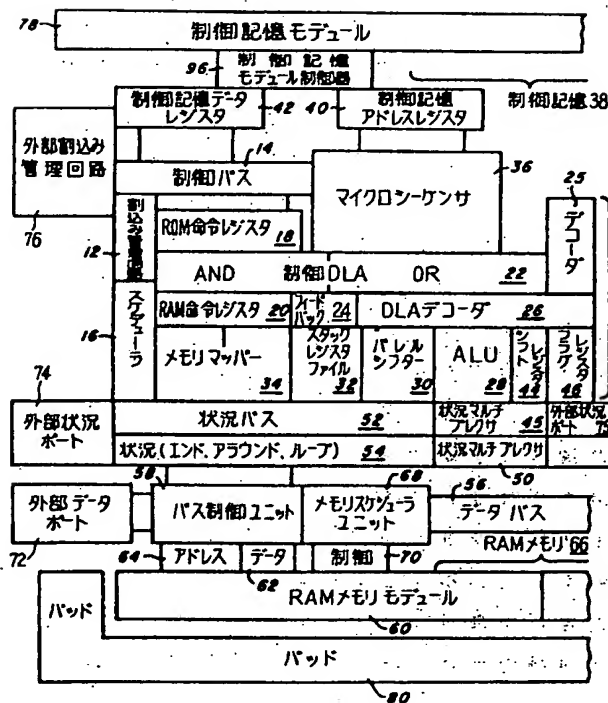 78
制御記憶モジュール
96
制御記憶
モジュール制御器
制御記憶データ
レジスタ
42
40
制御記憶
アドレスレジスタ
制御記憶38
外部割込み
管理回路
76
14
制御バス
36
マイクロシーケンサ
25
デコーダ
12
ROM命令レジスタ 18
AND 制御DLA OR 22
16
スケデューラ
RAM命令レジスタ 20
フィード
バック 24
DLAデコーダ 26
メモリマッパー
34
スタック
レジスタ
ファイル
32
バレル
シフター
30
ALU
28
シフト
レジスタ
44
フラグ
レジスタ
46
74
外部状況
ポート
状況バス 52
状況マルチ
プレクサ 45
外部状況
ポート 75
状況(エンド、アラウンド、ループ) 54
状況マルチプレクサ
50
58
68
56
外部データ
ポート
72
バス制御ユニット
メモリスケジューラ
ユニット
データバス
64
アドレス
データ
62
制御
70
RAMメモリ66
RAMメモリモジュール
60
パッド
パッド
80